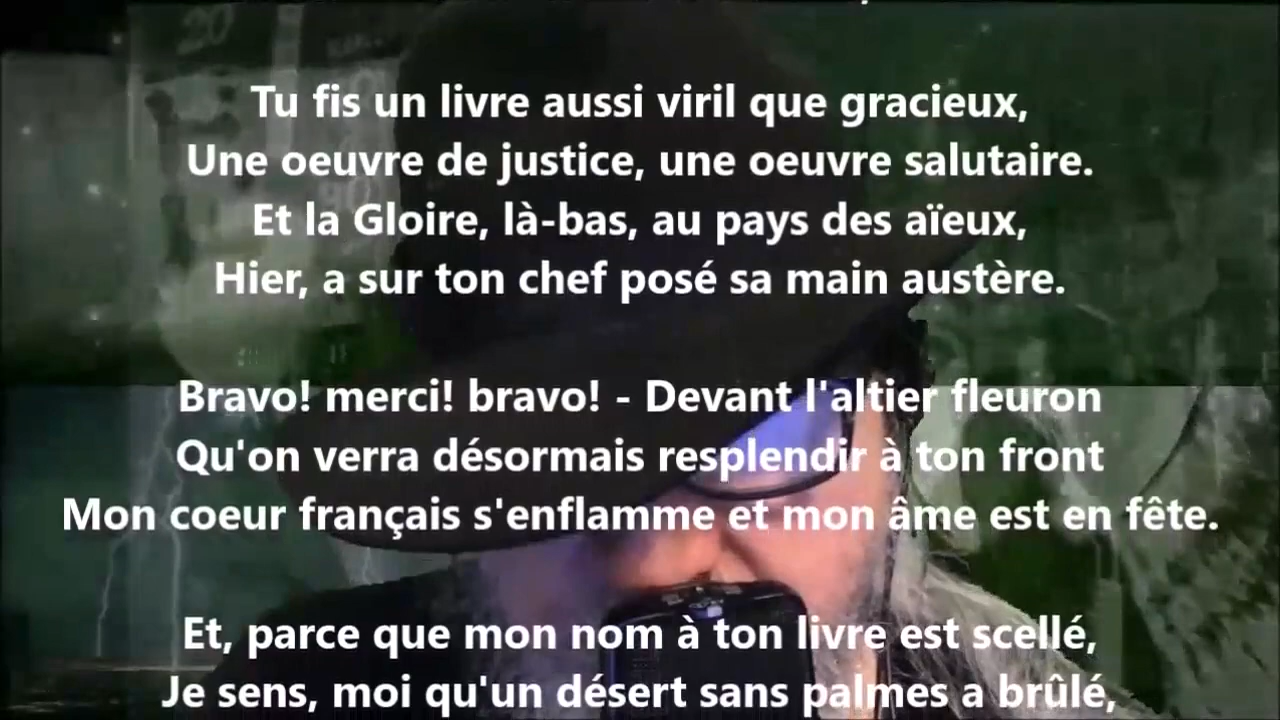 Tu fis un livre aussi viril que gracieux,
Une oeuvre de justice, une oeuvre salutaire.
Et la Gloire, là-bas, au pays des aïeux,
Hier, a sur ton chef posé sa main austère.
Bravo! merci! bravo! - Devant l'altier fleuron
Qu'on verra désormais resplendir à ton front
Mon coeur français s'enflamme et mon âme est en fête.
Et, parce que mon nom à ton livre est scellé,
Je sens, moi qu'un désert sans palmes a brûlé,